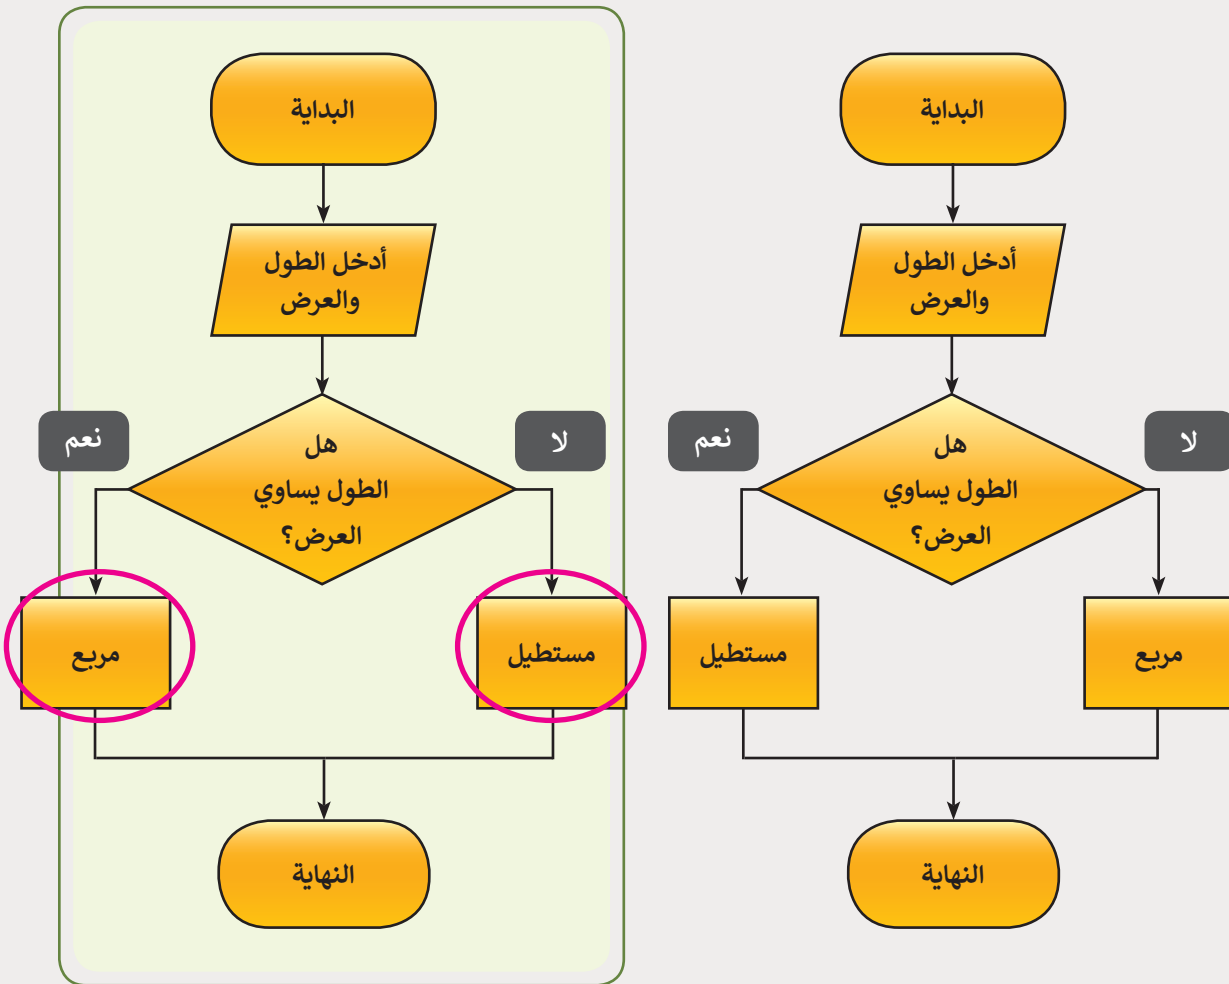 البداية
أدخل الطول
والعرض
هل
الطول يساوي
العرض؟
لا
نعم
مربع
مستطيل
النهاية
البداية
أدخل الطول
والعرض
هل
الطول يساوي
العرض؟
لا
نعم
مستطيل
مربع
النهاية